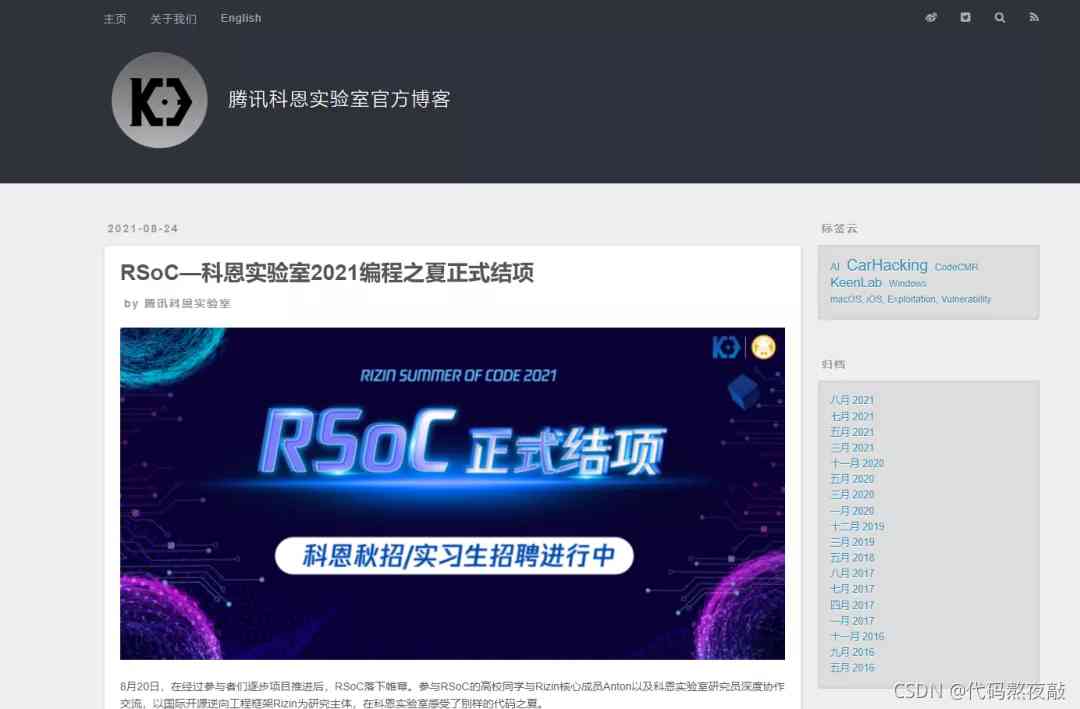 主页 关于我们 English
腾讯科恩实验室官方博客
2021-08-24
RSoC—科恩实验室2021编程之夏正式结项
by 腾讯科恩实验室
RIZIN SUMMER OF CODE 2021
RSoC 正式结项
科恩秋招/实习生招聘进行中
8月20日，在经过参与者们逐步项目推进后，RSoC落下帷幕。参与RSoC的高校同学与Rizin核心成员Anton以及科恩实验室研究员深度协作
交流，以国际开源逆向工程框架Rizin为研究主体，在科恩实验室感受了别样的代码之夏。
标签云
AI CarHacking CodeCMR
KeenLab Windows
macOS, iOS, Exploitation, Vulnerability
归档
八月 2021
七月 2021
五月 2021
三月 2021
十一月 2020
五月 2020
三月 2020
一月 2020
十二月 2019
三月 2019
五月 2018
八月 2017
七月 2017
四月 2017
一月 2017
十一月 2016
九月 2016
五月 2016
CSDN @代码熬夜敲